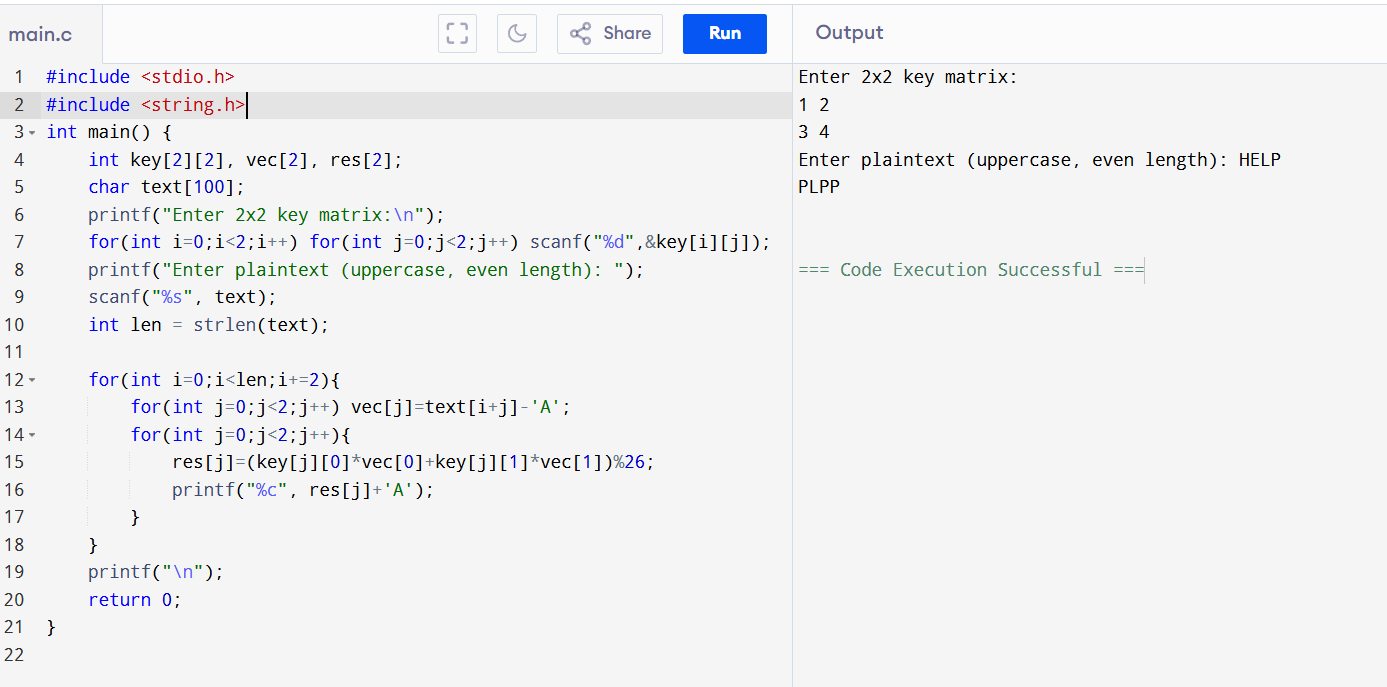 main.c
Share
Run
Output
1 #include <stdio.h>
2 #include <string.h>
3 int main() {
4     int key[2][2], vec[2], res[2];
5     char text[100];
6     printf("Enter 2x2 key matrix:\n");
7     for(int i=0;i<2;i++) for(int j=0;j<2;j++) scanf("%d",&key[i][j]);
8     printf("Enter plaintext (uppercase, even length): ");
9     scanf("%s", text);
10     int len = strlen(text);
11
12     for(int i=0;i<len;i+=2){
13         for(int j=0;j<2;j++) vec[j]=text[i+j]-'A';
14         for(int j=0;j<2;j++){
15             res[j]=(key[j][0]*vec[0]+key[j][1]*vec[1])%26;
16             printf("%c", res[j]+'A');
17         }
18     }
19     printf("\n");
20     return 0;
21 }
22
Enter 2x2 key matrix:
1 2
3 4
Enter plaintext (uppercase, even length): HELP
PLPP
=== Code Execution Successful ===